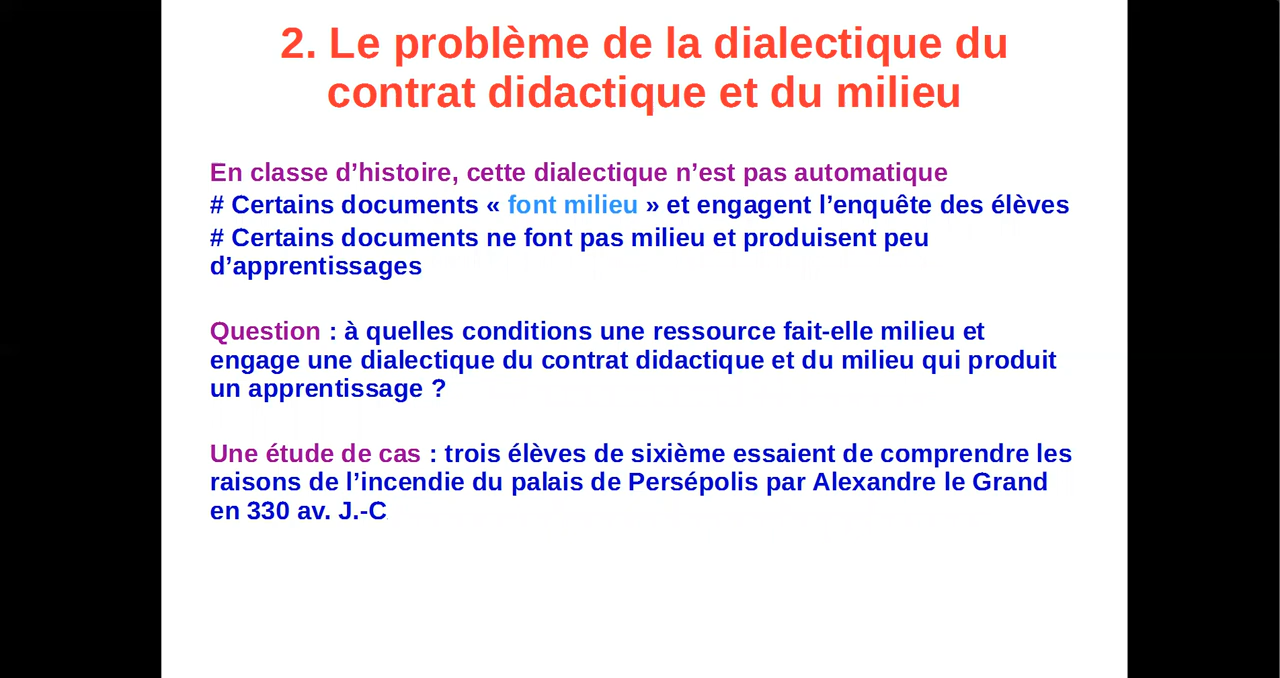 2. Le problème de la dialectique du
contrat didactique et du milieu
En classe d’histoire, cette dialectique n’est pas automatique
# Certains documents « font milieu » et engagent l’enquête des élèves
# Certains documents ne font pas milieu et produisent peu
d’apprentissages
Question : à quelles conditions une ressource fait-elle milieu et
engage une dialectique du contrat didactique et du milieu qui produit
un apprentissage ?
Une étude de cas : trois élèves de sixième essaient de comprendre les
raisons de l’incendie du palais de Persépolis par Alexandre le Grand
en 330 av. J.-C